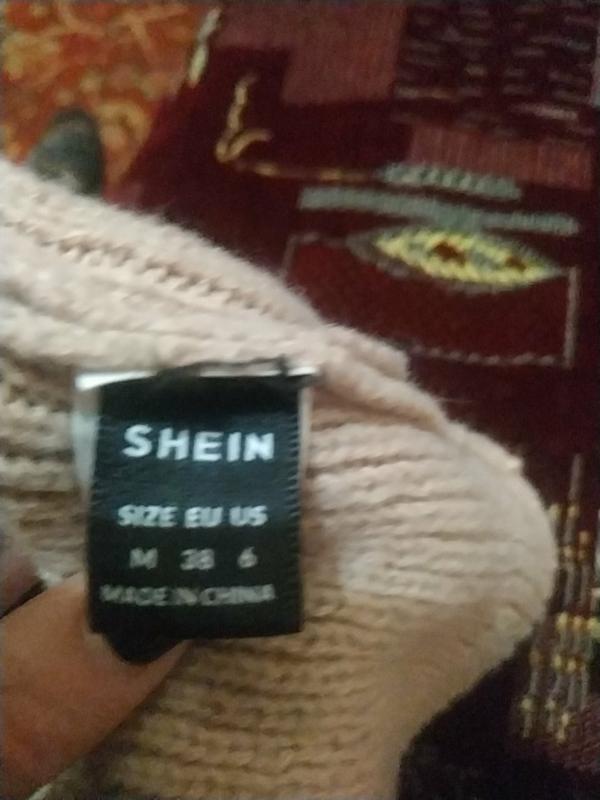 SHEIN
SIZE EU US
M 38 6
MADE IN CHINA